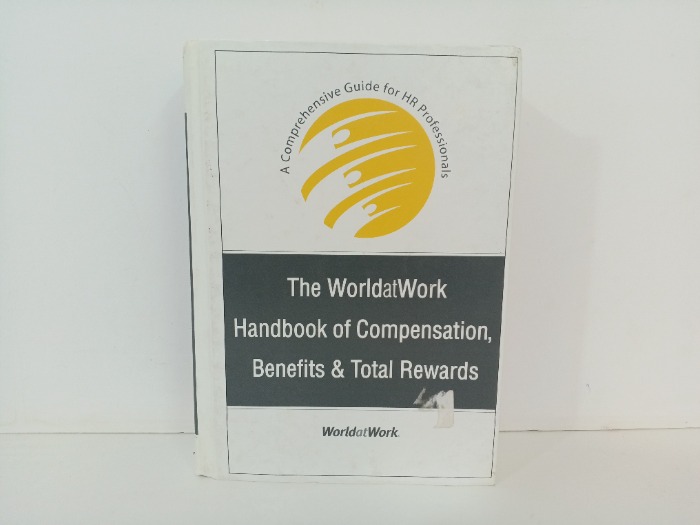 A Comprehensive Guide for HR Professionals
The WorldatWork
Handbook of Compensation,
Benefits & Total Rewards
WorldatWork.